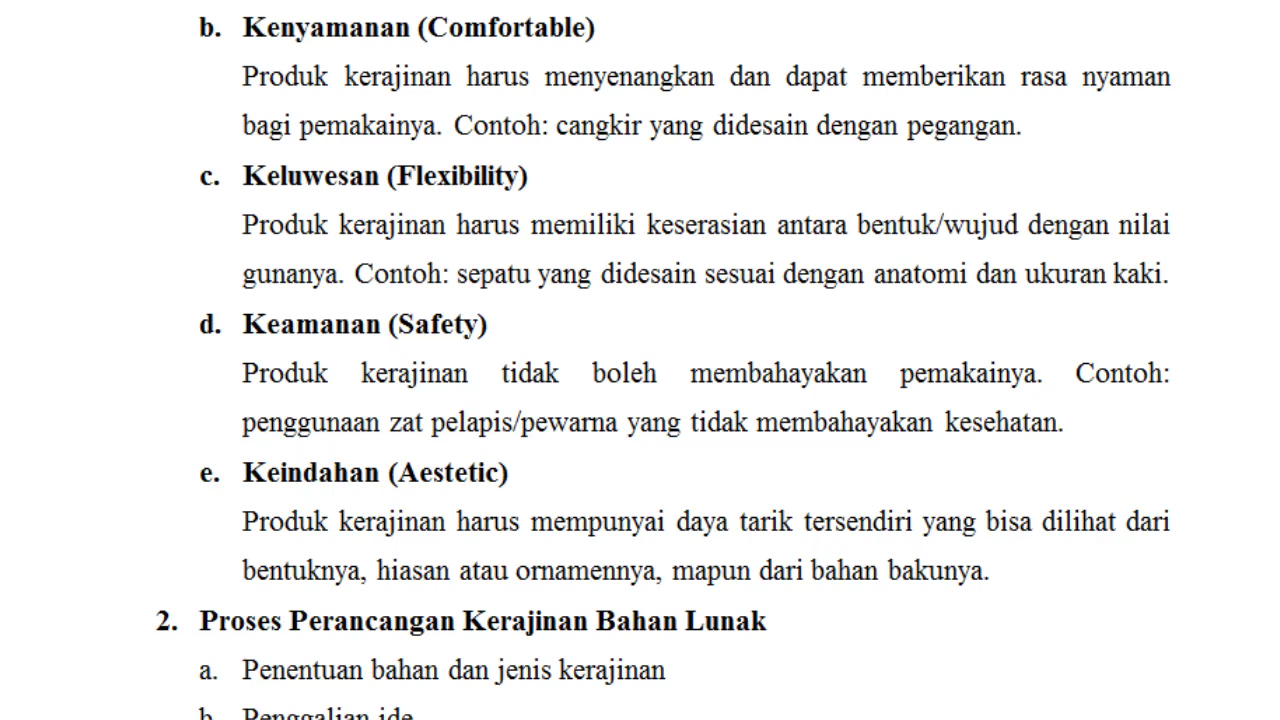 b. Kenyamanan (Comfortable)
Produk kerajinan harus menyenangkan dan dapat memberikan rasa nyaman
bagi pemakainya. Contoh: cangkir yang didesain dengan pegangan.
c. Keluwesan (Flexibility)
Produk kerajinan harus memiliki keserasian antara bentuk/wujud dengan nilai
gunanya. Contoh: sepatu yang didesain sesuai dengan anatomi dan ukuran kaki.
d. Keamanan (Safety)
Produk kerajinan tidak boleh membahayakan pemakainya. Contoh:
penggunaan zat pelapis/pewarna yang tidak membahayakan kesehatan.
e. Keindahan (Aestetic)
Produk kerajinan harus mempunyai daya tarik tersendiri yang bisa dilihat dari
bentuknya, hiasan atau ornamennya, mapun dari bahan bakunya.
2. Proses Perancangan Kerajinan Bahan Lunak
a. Penentuan bahan dan jenis kerajinan
b. Penggalian ide